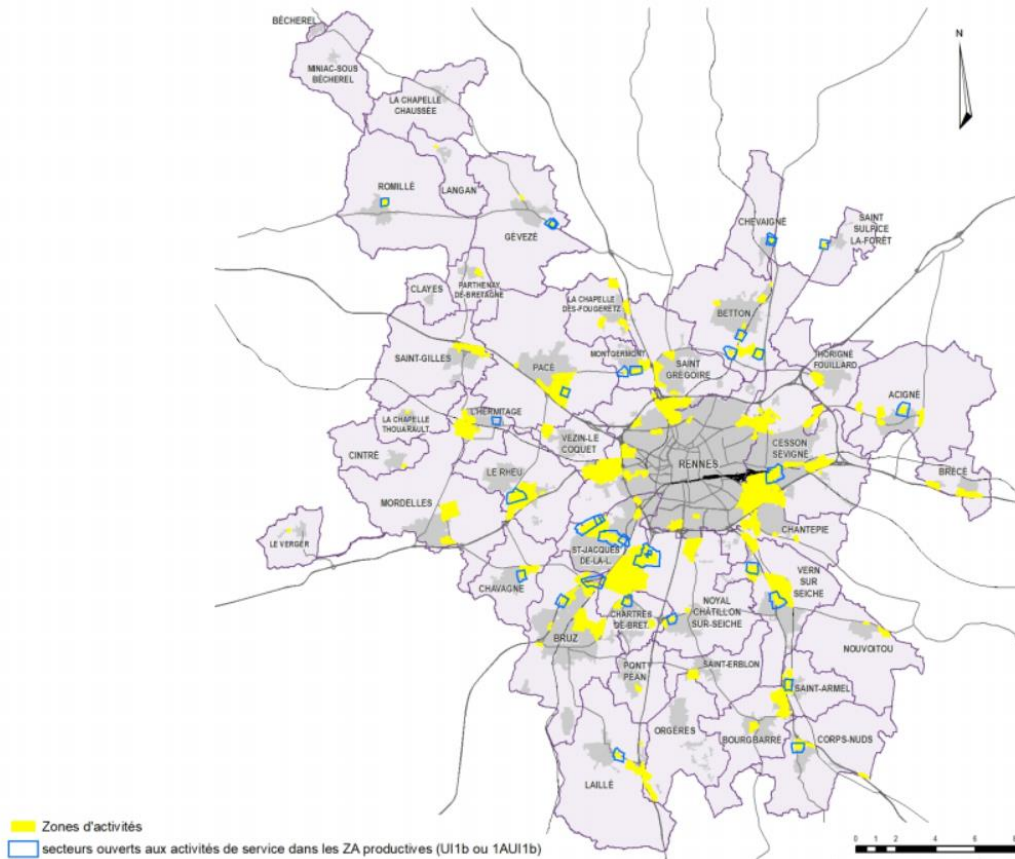 BÉCHEREL
MINIAC-SOUS
BÉCHEREL
LA CHAPELLE
CHAUSSÉE
N
ROMILLÉ
LANGAN
GÉVEZÉ
CHEVAIGNÉ
SAINT
SULPICE
LA-FORÊT
CLAYES
PARTHENAY
DE-BRETAGNE
LA CHAPELLE
DES-FOUGERETZ
BETTON
SAINT-GILLES
PACÉ
MONTGERMONT
SAINT
GRÉGOIRE
THORIGNÉ
FOUILLARD
ACIGNÉ
LA CHAPELLE
THOUARAULT
L'HERMITAGE
VEZIN-LE
COQUET
CESSON
SÉVIGNÉ
CINTRÉ
LE RHEU
RENNES
BRÉCÉ
MORDELLES
CHANTEPIE
LE VERGER
ST-JACQUES
DE-LA-L.
CHAVAGNE
VERN
SUR
SEICHE
CHARTRES
DE-BRET.
NOYAL
CHÂTILLON
SUR-SEICHE
BRUZ
NOUVOITOU
PONT
PÉAN
SAINT-ERBLON
SAINT-ARMEL
ORGÈRES
BOURGBARRÉ
CORPS-NUDS
LAILLÉ
Zones d'activités
secteurs ouverts aux activités de service dans les ZA productives (UI1b ou 1AUI1b)
0 2 4 6 8